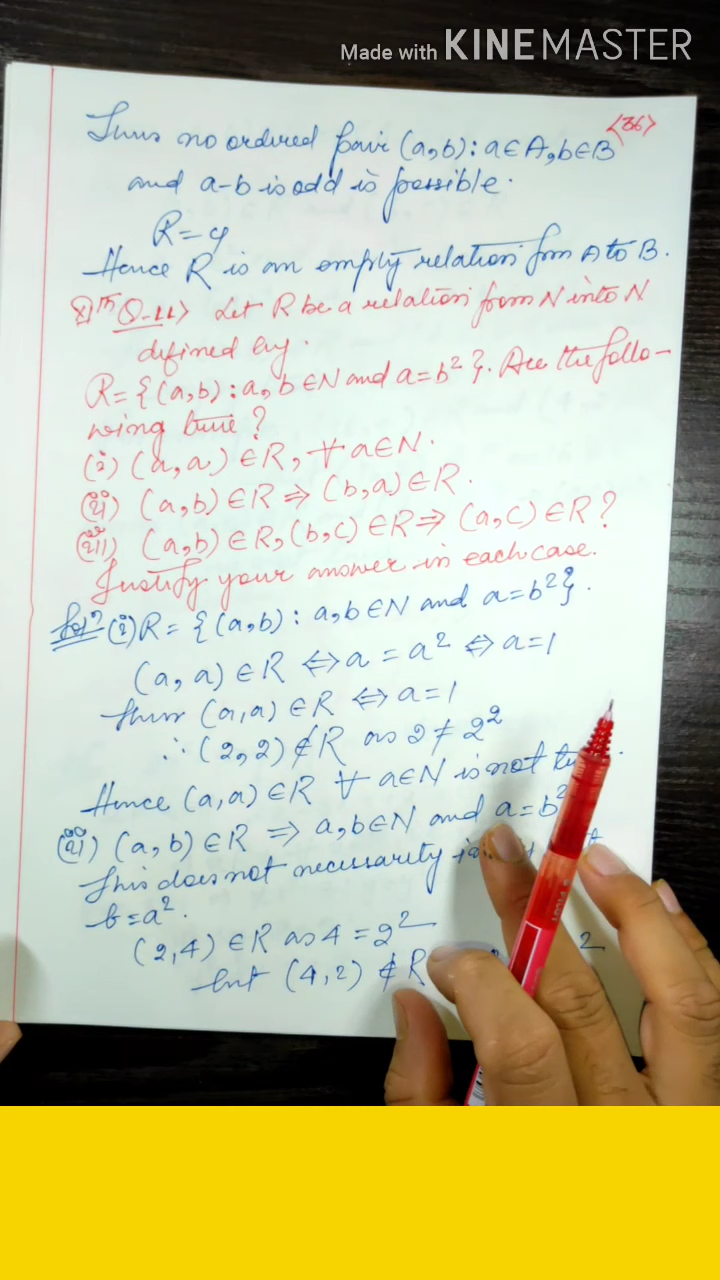 Made with KINEMASTER
<36>
Thus no ordered pair (a,b): a∈A, b∈B
and a-b is odd is possible.
R=φ
Hence R is an empty relation from A to B.
Q-11> Let R be a relation from N into N
defined by.
R={(a,b): a, b∈N and a=b²}. Are the follo-
wing true?
(i) (a,a)∈R, ∀a∈N.
(ii) (a,b)∈R⇒(b,a)∈R.
(iii) (a,b)∈R,(b,c)∈R⇒(a,c)∈R?
Justify your answer in each case.
Solⁿ (i) R={(a,b): a,b∈N and a=b²}.
(a,a)∈R⇔a=a²⇔a=1
Thus (a,a)∈R⇔a=1
∴(2,2)∉R as 2≠2²
Hence (a,a)∈R ∀ a∈N is not
(ii) (a,b)∈R ⇒ a,b∈N and a=b²
This does not necessarity
b=a².
(2,4)∈R as 4=2²
but (4,2)∉R 2